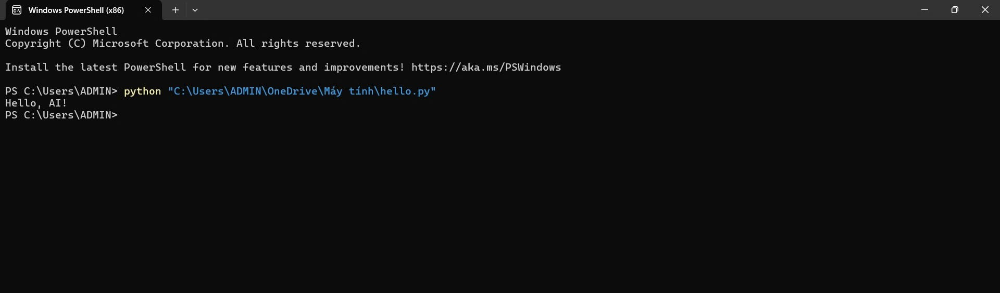 Windows PowerShell (x86)
Windows PowerShell
Copyright (C) Microsoft Corporation. All rights reserved.
Install the latest PowerShell for new features and improvements! https://aka.ms/PSWindows
PS C:\Users\ADMIN> python "C:\Users\ADMIN\OneDrive\Máy tính\hello.py"
Hello, AI!
PS C:\Users\ADMIN>